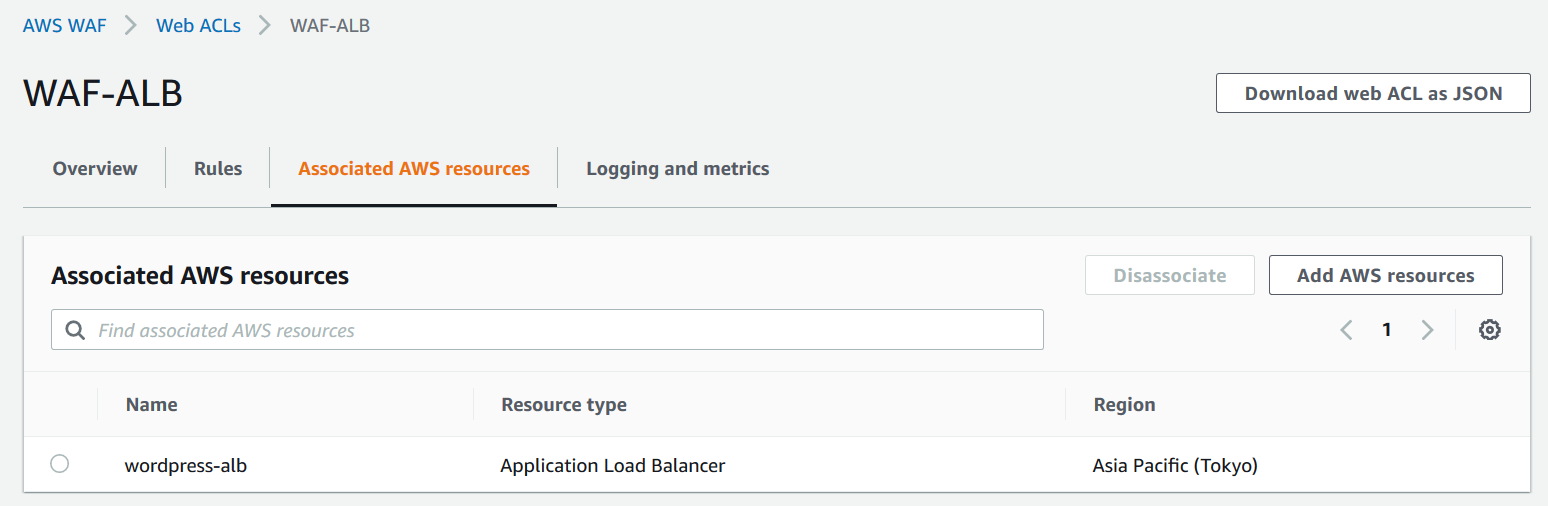 AWS WAF > Web ACLs > WAF-ALB
WAF-ALB
Download web ACL as JSON
Overview Rules Associated AWS resources Logging and metrics
Associated AWS resources
Disassociate Add AWS resources
Find associated AWS resources
1
Name Resource type Region
wordpress-alb Application Load Balancer Asia Pacific (Tokyo)